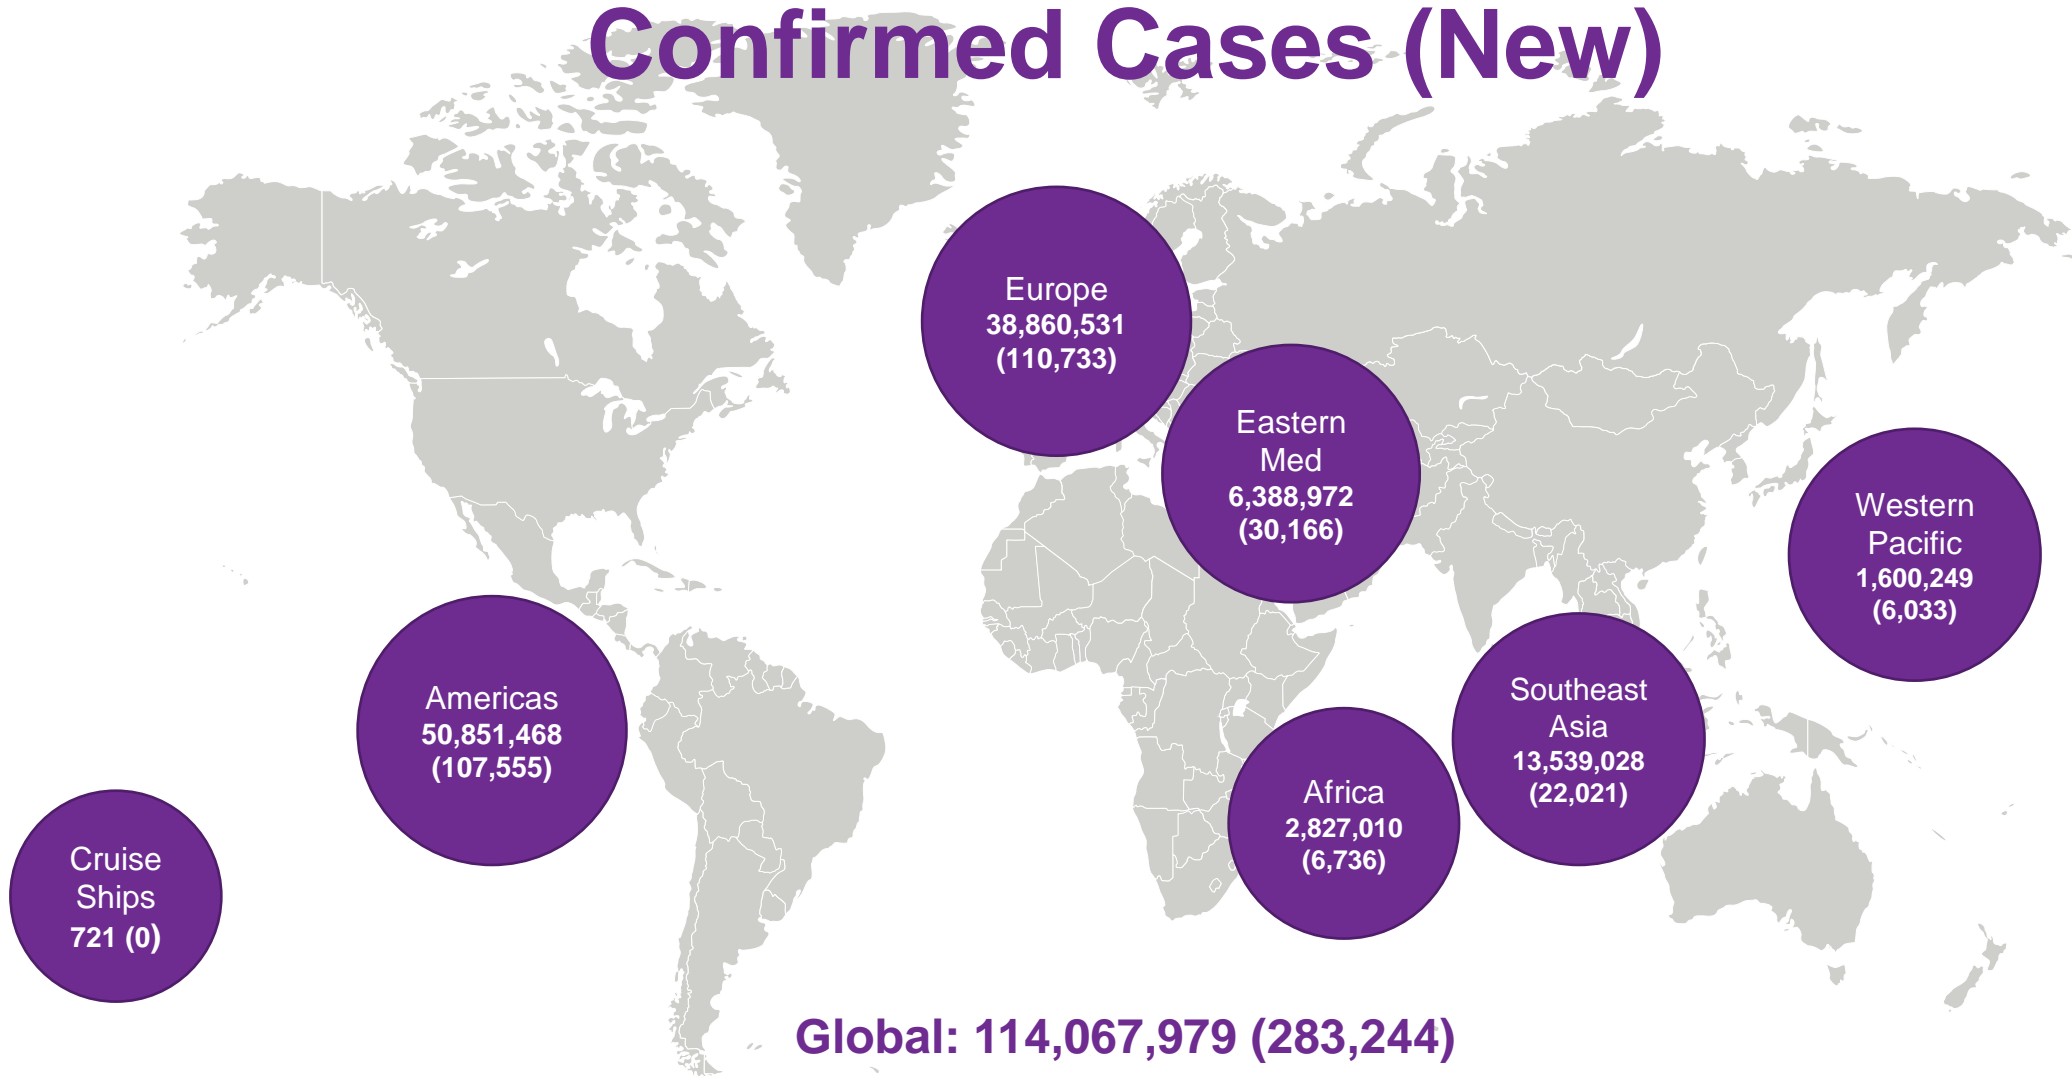 Confirmed Cases (New)
Europe
38,860,531
(110,733)
Eastern
Med
6,388,972
(30,166)
Western
Pacific
1,600,249
(6,033)
Americas
50,851,468
(107,555)
Southeast
Asia
13,539,028
(22,021)
Africa
2,827,010
(6,736)
Cruise
Ships
721 (0)
Global: 114,067,979 (283,244)